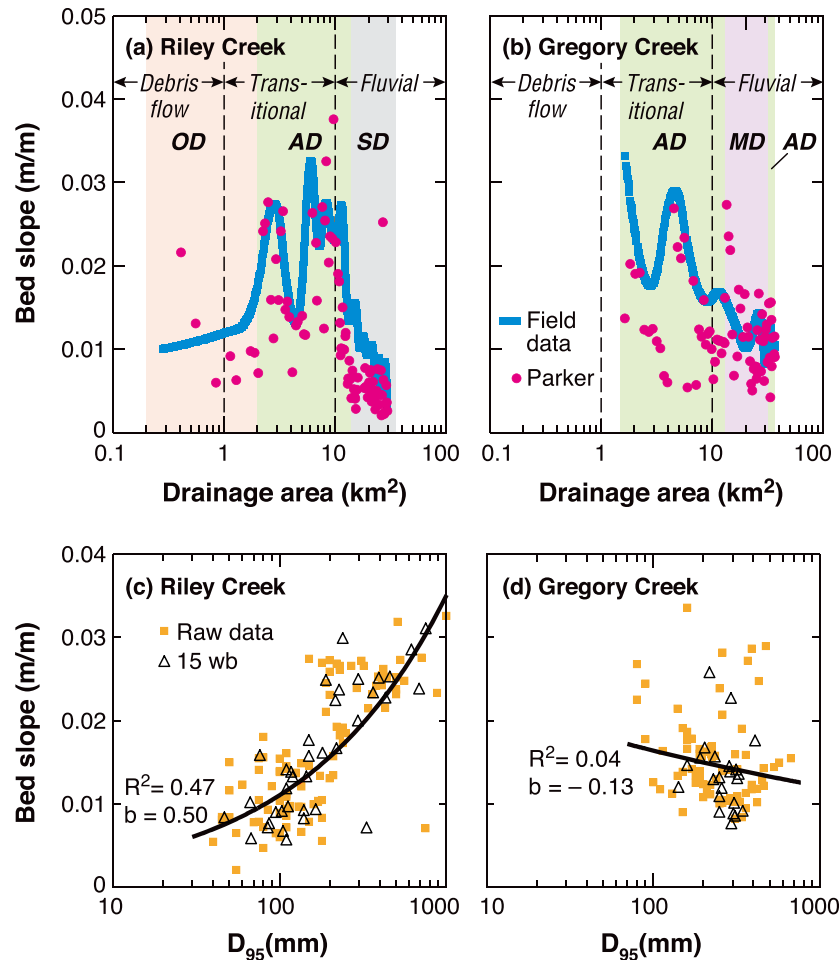 (a) Riley Creek
Debris flow
Trans-itional
Fluvial
OD
AD
SD
0.05
0.04
0.03
0.02
0.01
0
Bed slope (m/m)
0.1
1
10
100
Drainage area (km²)
(b) Gregory Creek
Debris flow
Trans-itional
Fluvial
AD
MD
AD
Field data
Parker
0.1
1
10
100
Drainage area (km²)
(c) Riley Creek
Raw data
15 wb
R² = 0.47
b = 0.50
0.04
0.03
0.02
0.01
0
Bed slope (m/m)
10
100
1000
D₉₅(mm)
(d) Gregory Creek
R² = 0.04
b = – 0.13
10
100
1000
D₉₅(mm)